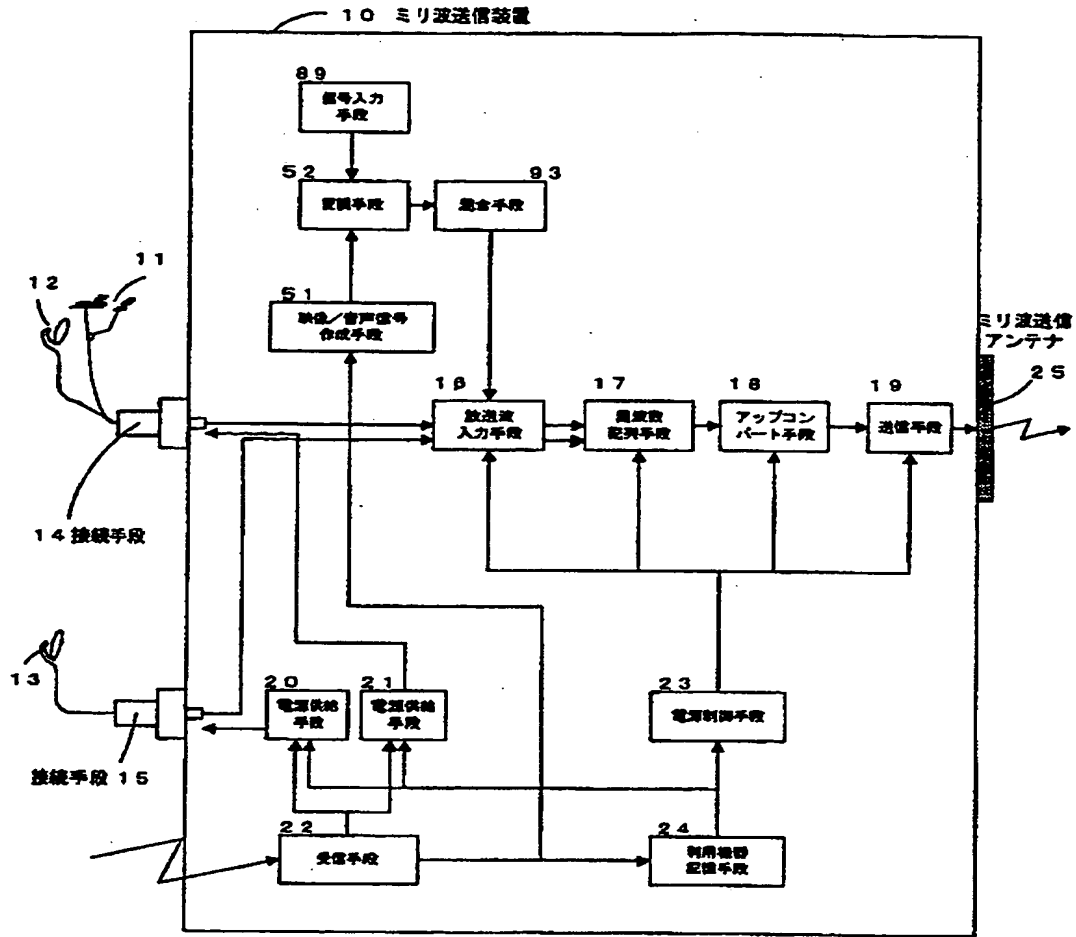 10 ミリ波送信装置
89
信号入力
手段
52
変調手段
93
混合手段
12
11
51
映像/音声信号
作成手段
ミリ波送信
アンテナ
25
16
放送波
入力手段
17
周波数
配列手段
18
アップコン
バート手段
19
送信手段
14 接続手段
13
接続手段 15
20
電源供給
手段
21
電源供給
手段
23
電源制御手段
22
受信手段
24
利用機器
記憶手段